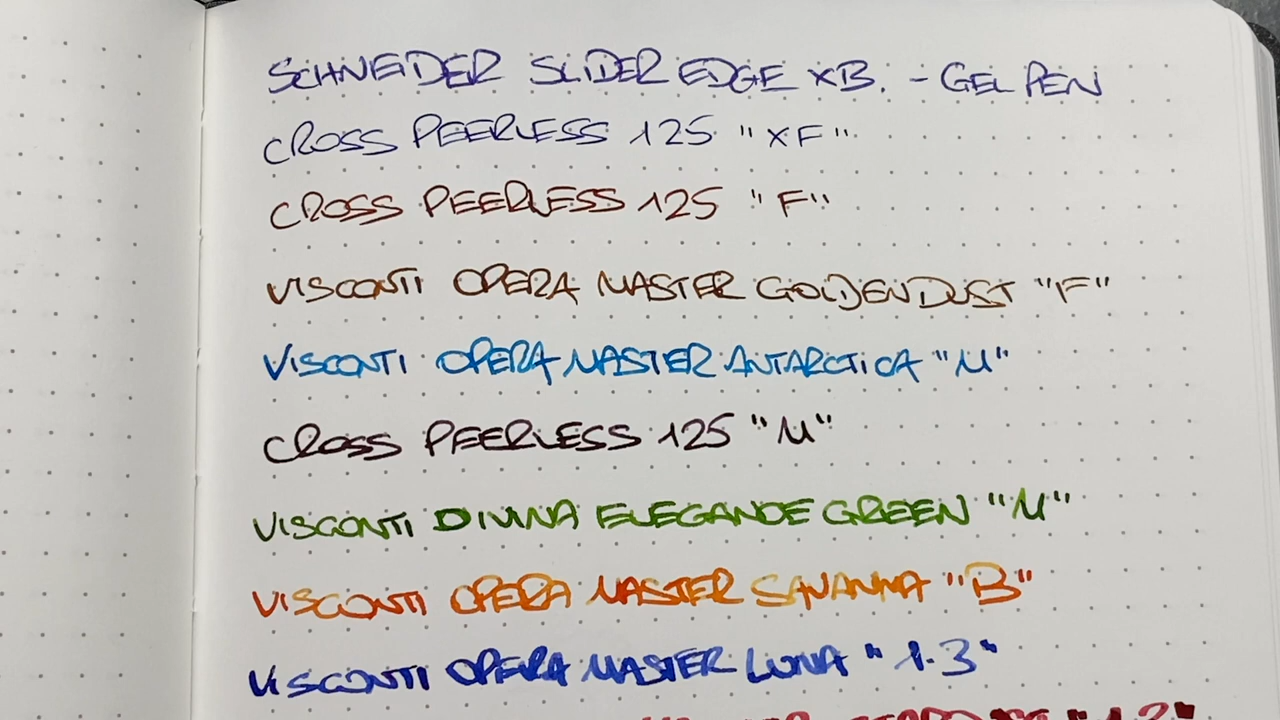 SCHNEIDER SLIDER EDGE XB. - GEL PEN
CROSS PEERLESS 125 "XF"
CROSS PEERLESS 125 "F"
VISCONTI OPERA MASTER GOLDENDUST "F"
VISCONTI OPERA MASTER ANTARCTICA "M"
CROSS PEERLESS 125 "M"
VISCONTI DIVINA ELEGANCE GREEN "M"
VISCONTI OPERA MASTER SAVANNA "B"
VISCONTI OPERA MASTER LUNA "1.3"